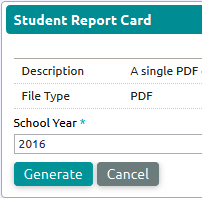 Student Report Card
Description A single PDF
File Type PDF
School Year *
2016
Generate Cancel